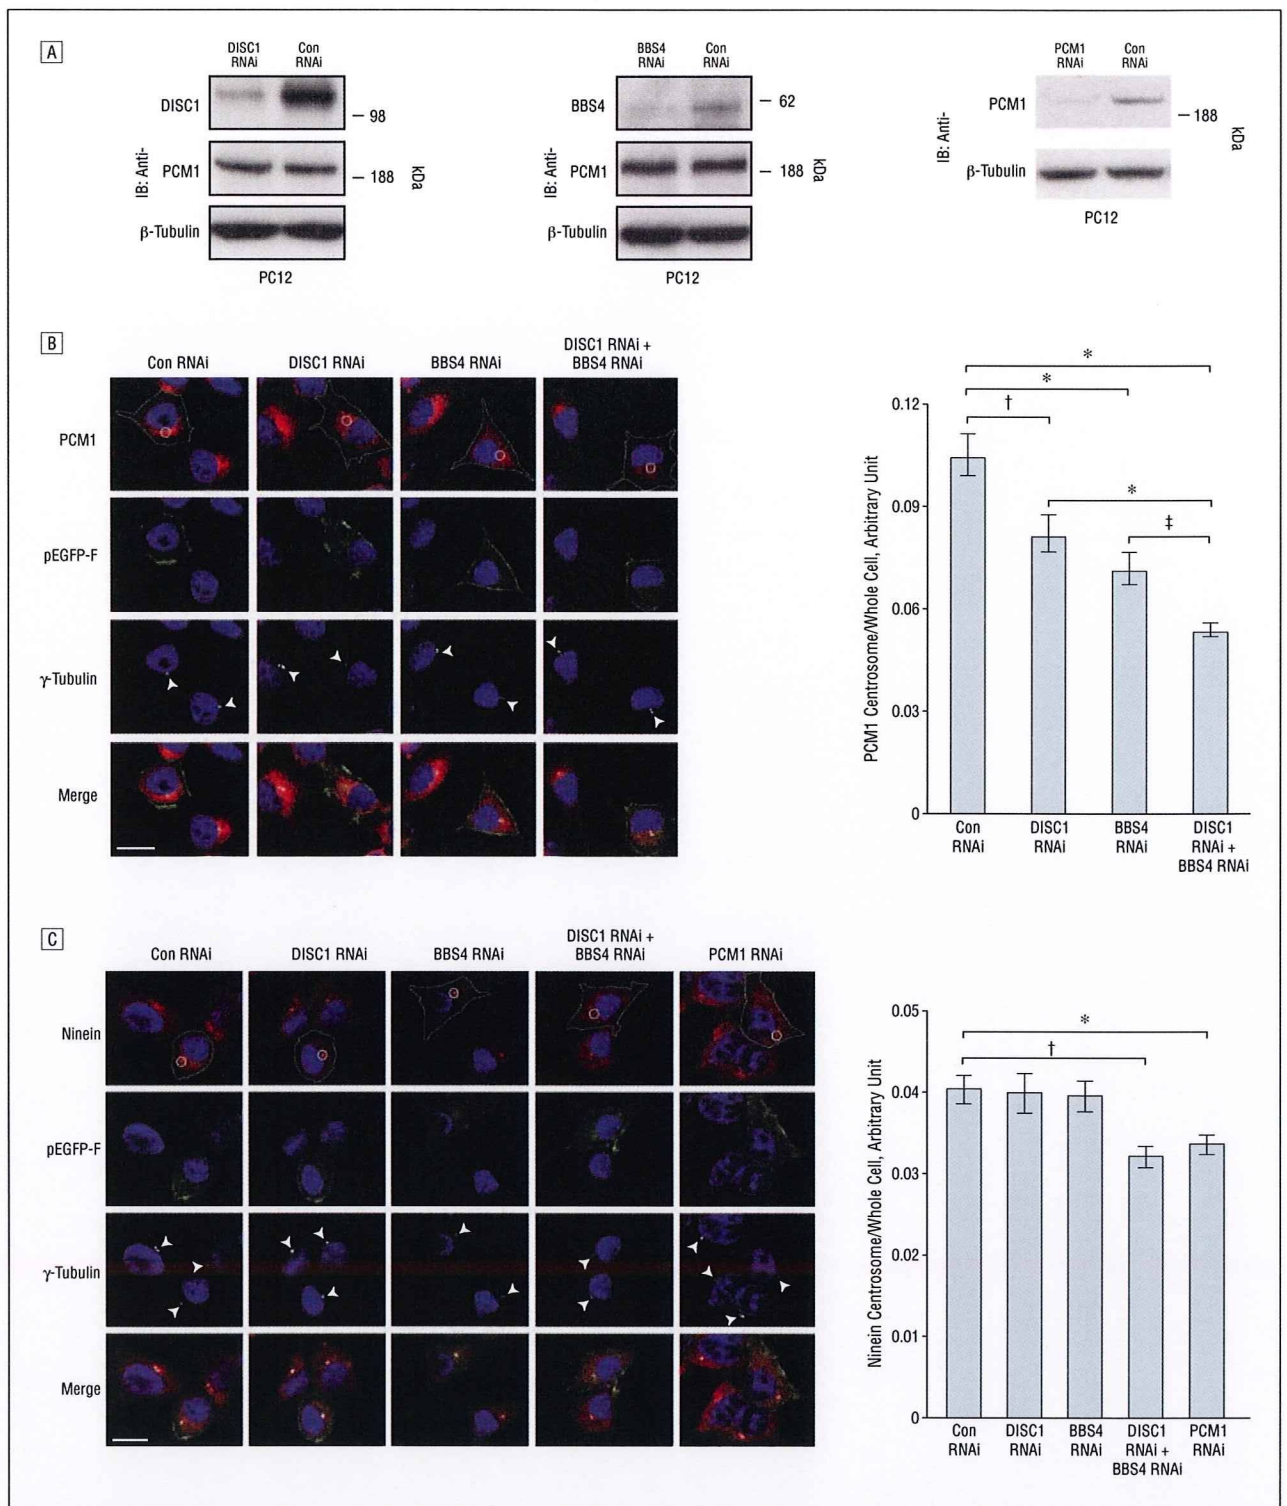 A
DISC1 RNAi
Con RNAi
DISC1
– 98
PCM1
– 188
β-Tubulin
IB: Anti-
kDa
PC12
BBS4 RNAi
Con RNAi
BBS4
– 62
PCM1
– 188
β-Tubulin
IB: Anti-
kDa
PC12
PCM1 RNAi
Con RNAi
PCM1
– 188
β-Tubulin
IB: Anti-
kDa
PC12
B
Con RNAi
DISC1 RNAi
BBS4 RNAi
DISC1 RNAi +
BBS4 RNAi
PCM1
pEGFP-F
γ-Tubulin
Merge
PCM1 Centrosome/Whole Cell, Arbitrary Unit
0.12
0.09
0.06
0.03
0
*
*
†
*
‡
Con
RNAi
DISC1
RNAi
BBS4
RNAi
DISC1
RNAi +
BBS4 RNAi
C
Con RNAi
DISC1 RNAi
BBS4 RNAi
DISC1 RNAi +
BBS4 RNAi
PCM1 RNAi
Ninein
pEGFP-F
γ-Tubulin
Merge
Ninein Centrosome/Whole Cell, Arbitrary Unit
0.05
0.04
0.03
0.02
0.01
0
*
†
Con
RNAi
DISC1
RNAi
BBS4
RNAi
DISC1
RNAi +
BBS4 RNAi
PCM1
RNAi